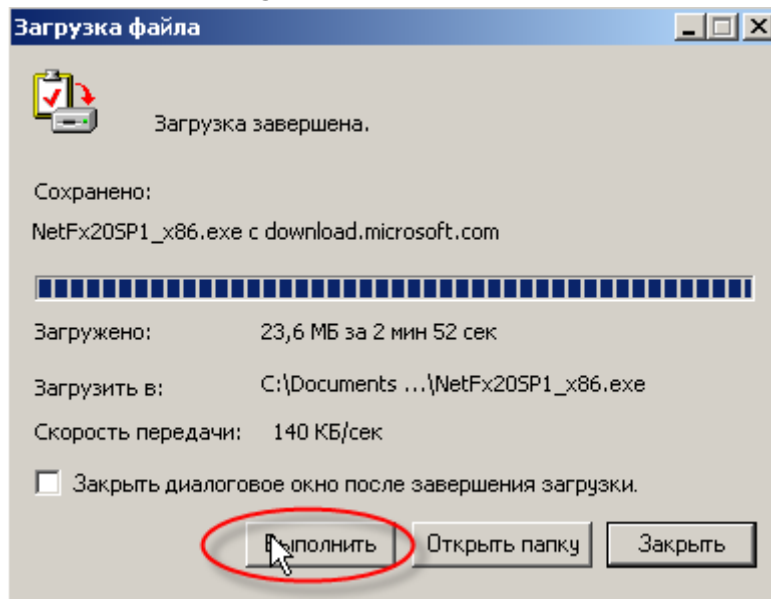 Загрузка файла
Загрузка завершена.
Сохранено:
NetFx20SP1_x86.exe с download.microsoft.com
Загружено: 23,6 МБ за 2 мин 52 сек
Загрузить в: C:\Documents ...\NetFx20SP1_x86.exe
Скорость передачи: 140 КБ/сек
Закрыть диалоговое окно после завершения загрузки.
Выполнить Открыть папку Закрыть